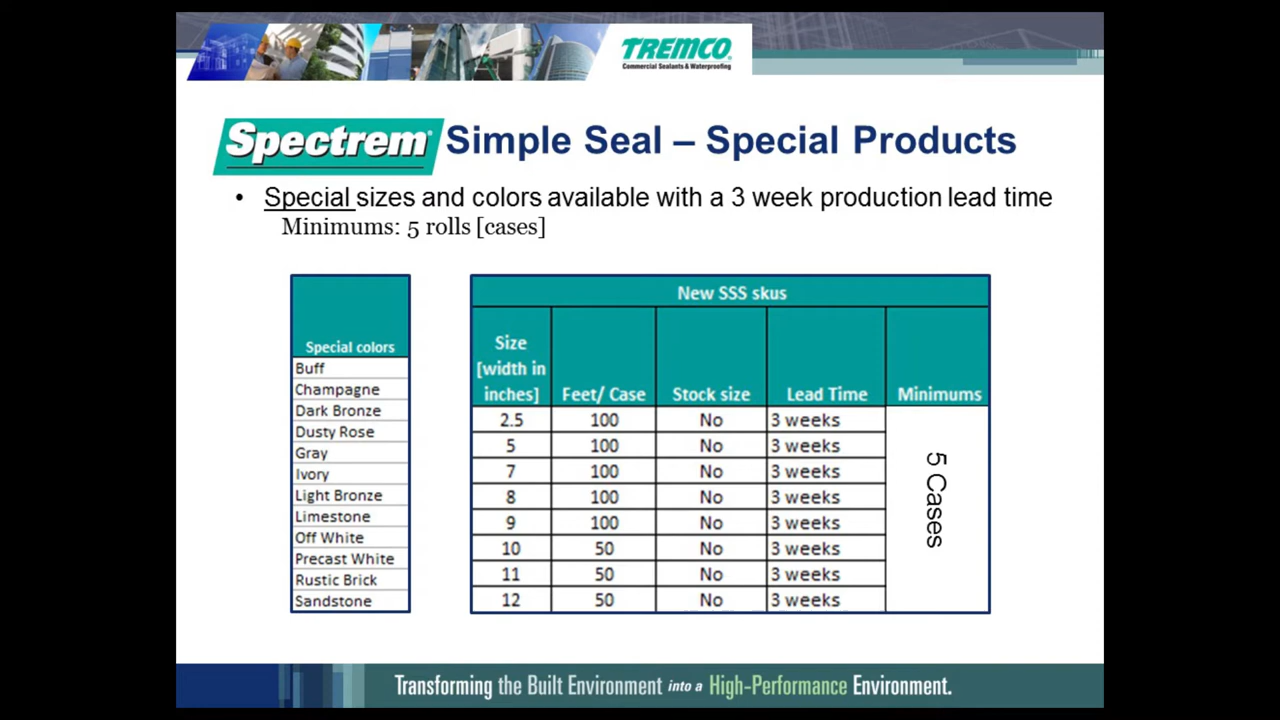 TREMCO
Commercial Sealants & Waterproofing
Spectrem® Simple Seal – Special Products
• Special sizes and colors available with a 3 week production lead time
Minimums: 5 rolls [cases]
Special colors
Buff
Champagne
Dark Bronze
Dusty Rose
Gray
Ivory
Light Bronze
Limestone
Off White
Precast White
Rustic Brick
Sandstone
New SSS skus
Size [width in inches] Feet/ Case Stock size Lead Time Minimums
2.5 100 No 3 weeks
5 100 No 3 weeks
7 100 No 3 weeks
8 100 No 3 weeks
9 100 No 3 weeks
10 50 No 3 weeks
11 50 No 3 weeks
12 50 No 3 weeks
5 Cases
Transforming the Built Environment into a High-Performance Environment.